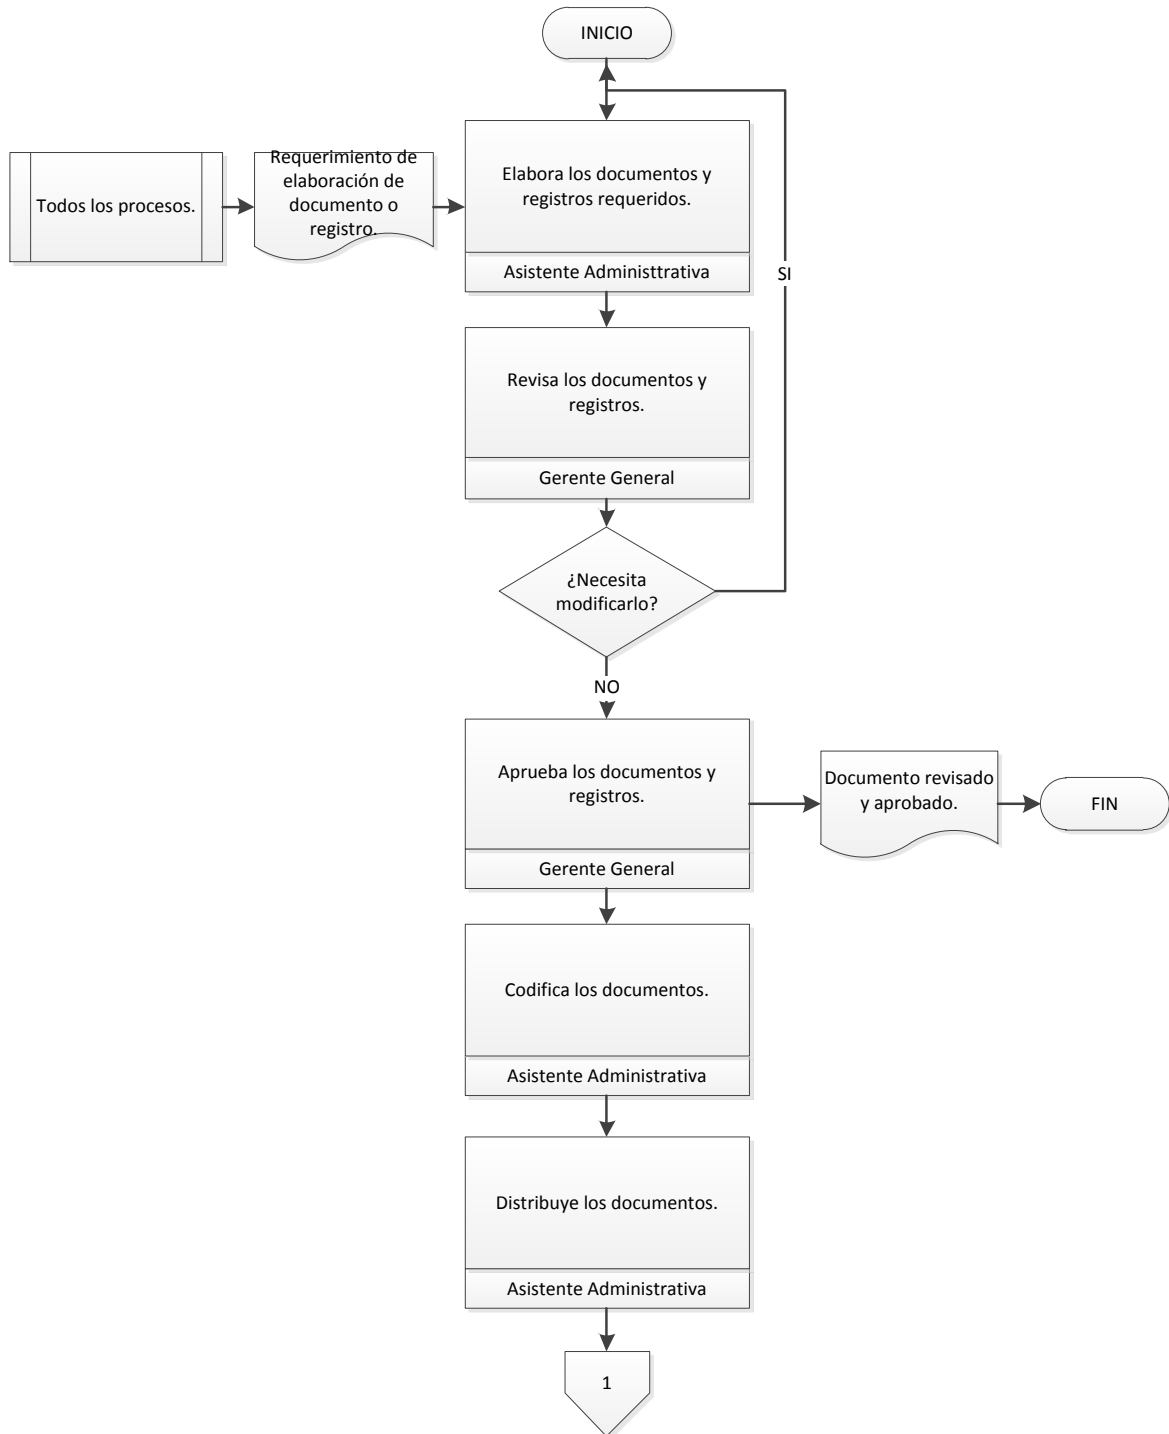 INICIO
Todos los procesos.
Requerimiento de
elaboración de
documento o
registro.
Elabora los documentos y
registros requeridos.
Asistente Administtrativa
SI
Revisa los documentos y
registros.
Gerente General
¿Necesita
modificarlo?
NO
Aprueba los documentos y
registros.
Gerente General
Documento revisado
y aprobado.
FIN
Codifica los documentos.
Asistente Administrativa
Distribuye los documentos.
Asistente Administrativa
1